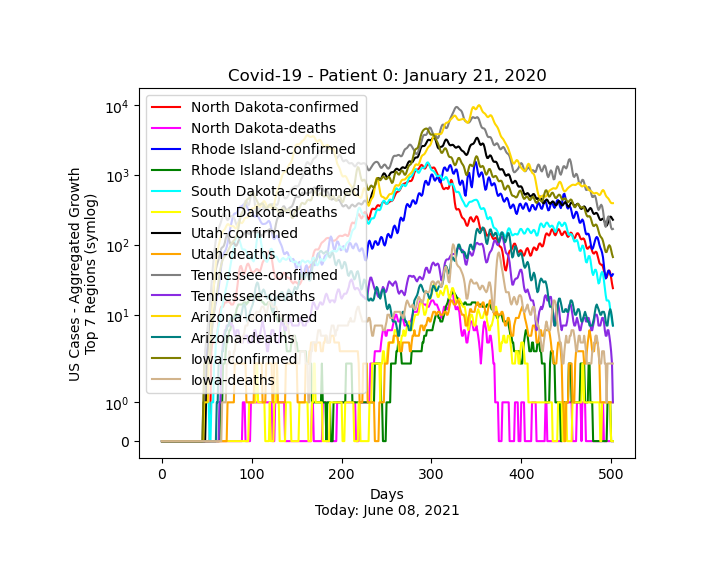 Covid-19 - Patient 0: January 21, 2020
US Cases - Aggregated Growth
Top 7 Regions (symlog)
10⁴
10³
10²
10¹
10⁰
0
North Dakota-confirmed
North Dakota-deaths
Rhode Island-confirmed
Rhode Island-deaths
South Dakota-confirmed
South Dakota-deaths
Utah-confirmed
Utah-deaths
Tennessee-confirmed
Tennessee-deaths
Arizona-confirmed
Arizona-deaths
Iowa-confirmed
Iowa-deaths
0 100 200 300 400 500
Days
Today: June 08, 2021